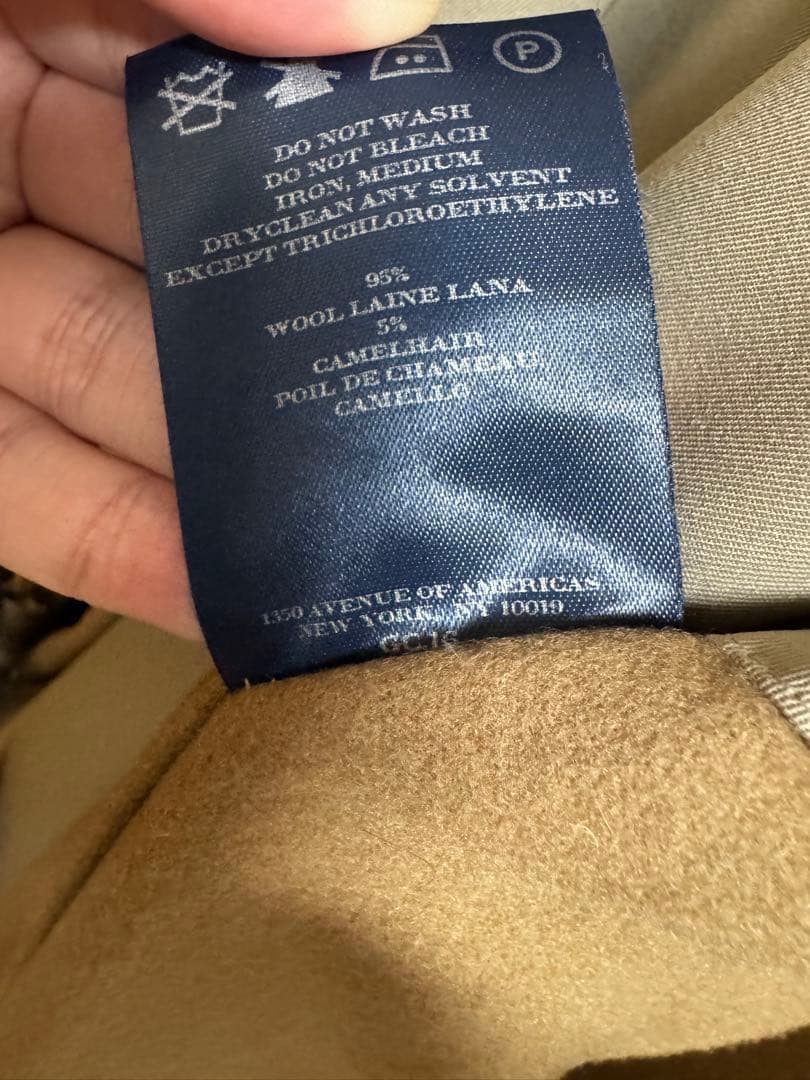 P
DO NOT WASH
DO NOT BLEACH
IRON, MEDIUM
DRYCLEAN ANY SOLVENT
EXCEPT TRICHLOROETHYLENE
95%
WOOL LAINE LANA
5%
CAMELHAIR
POIL DE CHAMEAU
CAMELLO
1350 AVENUE OF AMERICAS
NEW YORK, NY 10019